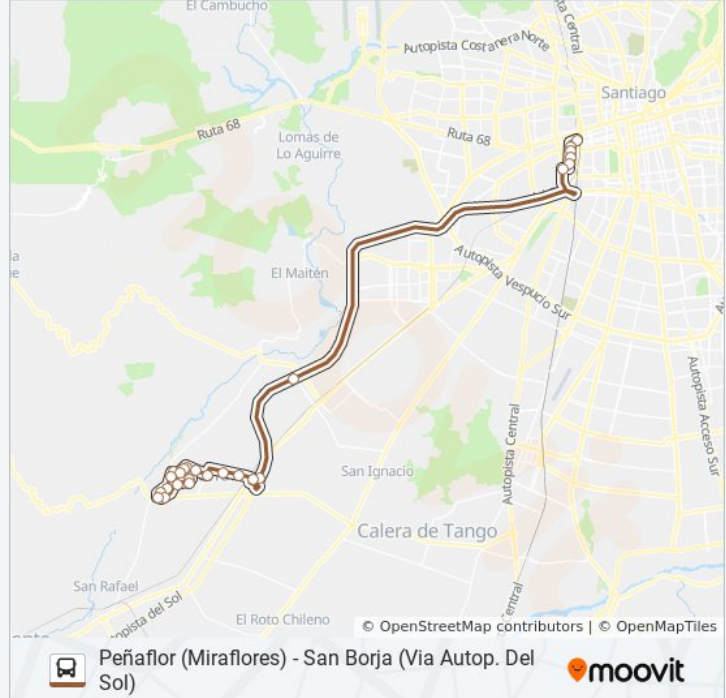 El Cambucho
Autopista Costanera Norte
Autopista Central
Santiago
Ruta 68
Lomas de
Lo Aguirre
Ruta 68
El Maitén
Autopista Vespucio Sur
Autopista Acceso Sur
Autopista Central
San Ignacio
Calera de Tango
San Rafael
opista del Sol
El Roto Chileno
Central
© OpenStreetMap contributors | © OpenMapTiles
Peñaflor (Miraflores) - San Borja (Via Autop. Del
Sol)
moovit